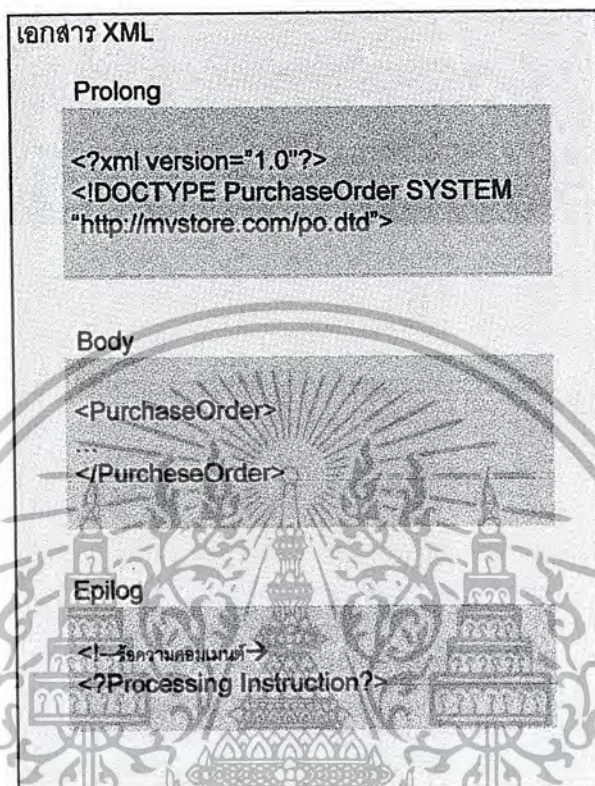 เอกสาร XML
Prolong
<?xml version="1.0"?>
<!DOCTYPE PurchaseOrder SYSTEM
"http://mvstore.com/po.dtd">
Body
<PurchaseOrder>
...
</PurcheseOrder>
Epilog
<!--ข้อความคอมเมนต์→
<?Processing Instruction?>